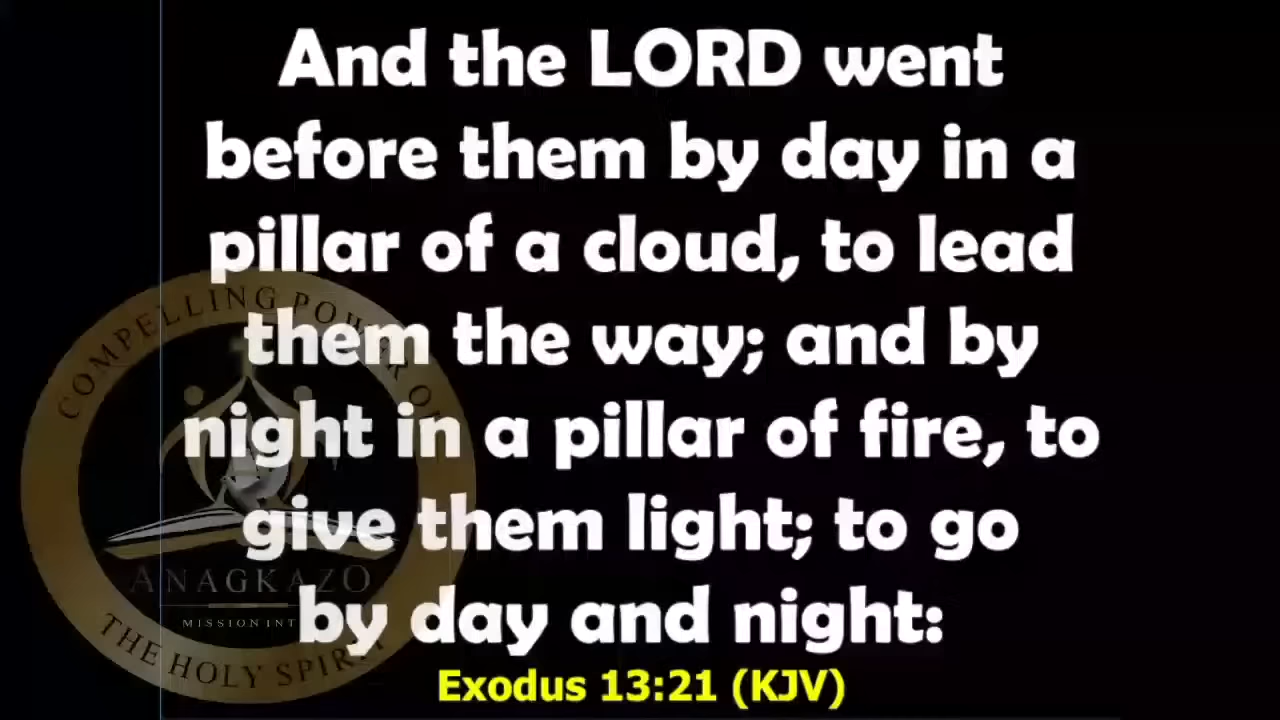 And the LORD went
before them by day in a
pillar of a cloud, to lead
them the way; and by
night in a pillar of fire, to
give them light; to go
by day and night:
Exodus 13:21 (KJV)
COMPELLING POWER OF
ANAGKAZO
MISSION INT
THE HOLY SPIRIT